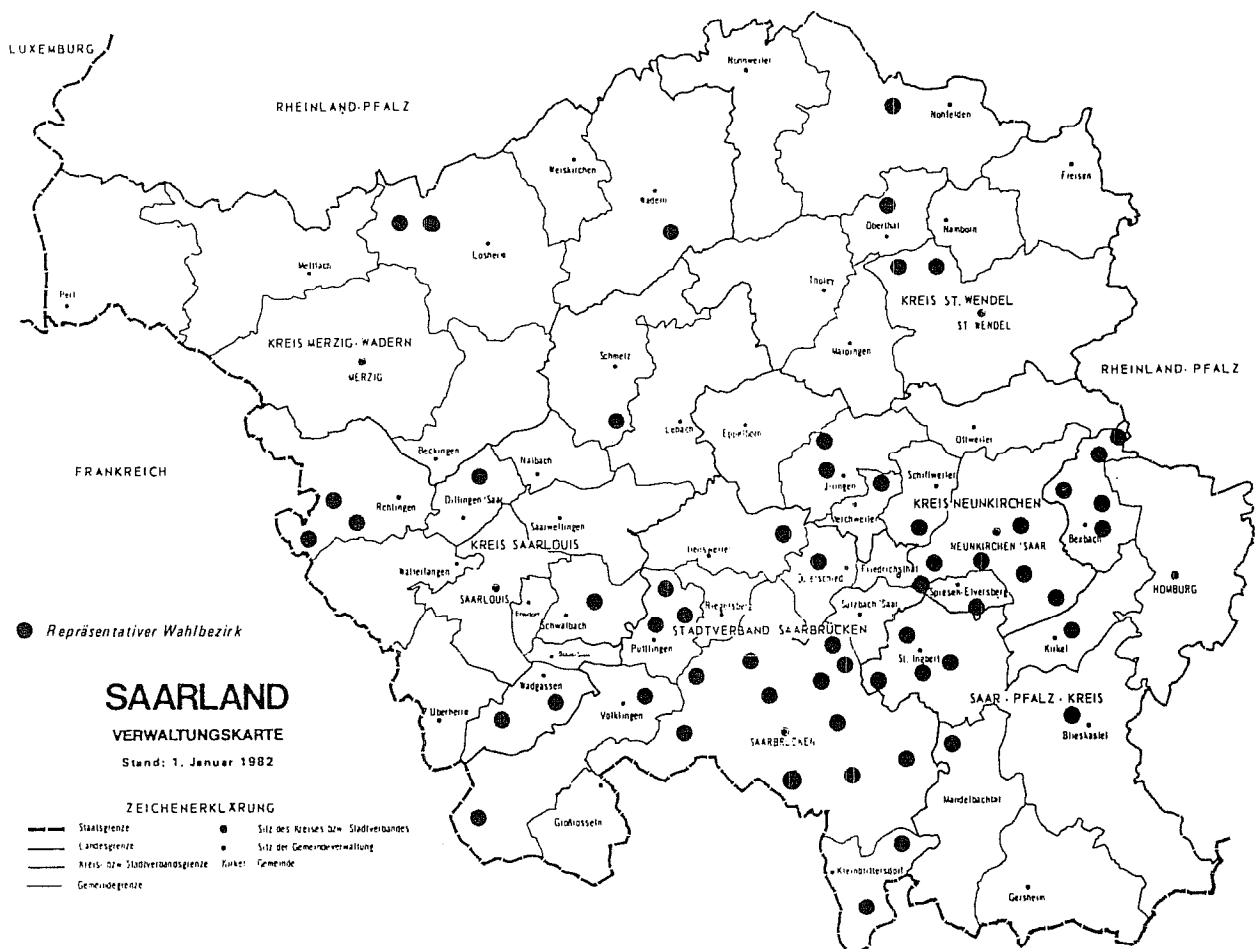 LUXEMBURG
RHEINLAND-PFALZ
Nonnweiler
Nohfelden
Weiskirchen
Freisen
Wadern
Oberthal
Namborn
Losheim
Mettlach
Tholey
Perl
KREIS ST. WENDEL
ST. WENDEL
KREIS MERZIG-WADERN
MERZIG
Schmelz
Marpingen
RHEINLAND-PFALZ
Lebach
Eppelborn
Ottweiler
FRANKREICH
Beckingen
Nalbach
Schiffweiler
Rehlingen
Dillingen/Saar
Merchweiler
KREIS NEUNKIRCHEN
Saarwellingen
NEUNKIRCHEN/SAAR
Bexbach
KREIS SAARLOUIS
Wallerfangen
Friedrichsthal
HOMBURG
SAARLOUIS
Spiesen-Elversberg
Riegelsberg
Sulzbach/Saar
Schwalbach
STADTVERBAND SAARBRÜCKEN
Repräsentativer Wahlbezirk
Püttlingen
Kirkel
St. Ingbert
SAARLAND
Wadgassen
SAAR-PFALZ-KREIS
Überherrn
Völklingen
VERWALTUNGSKARTE
SAARBRÜCKEN
Blieskastel
Stand: 1. Januar 1982
Mandelbachtal
ZEICHENERKLÄRUNG
Staatsgrenze
Sitz des Kreises bzw. Stadtverbandes
Großrosseln
Landesgrenze
Sitz der Gemeindeverwaltung
Kreis- bzw. Stadtverbandsgrenze
Kirkel Gemeinde
Kleinblittersdorf
Gemeindegrenze
Gersheim